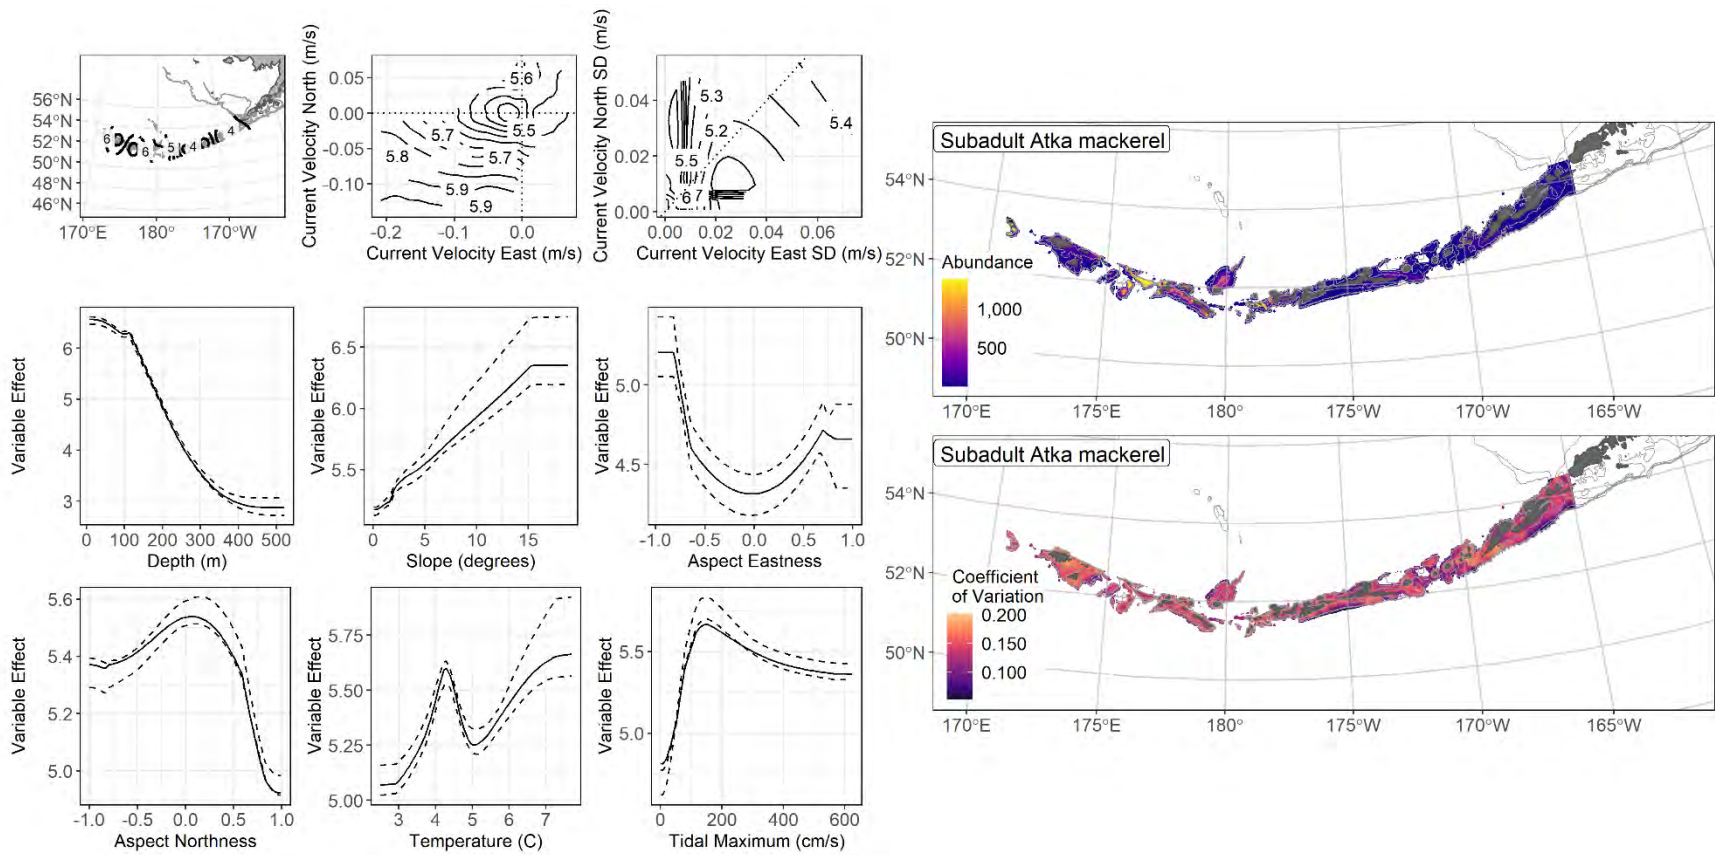 56°N
54°N
52°N
50°N
48°N
46°N
6
%
6
5
4
4
170°E
180°
170°W
Current Velocity North (m/s)
0.05
0.00
-0.05
-0.10
5.6
5.5
5.7
5.8
5.7
5.9
5.9
-0.2
-0.1
0.0
Current Velocity East (m/s)
Current Velocity North SD (m/s)
0.04
0.02
0.00
5.3
5.2
5.4
5.5
6
0.00
0.02
0.04
0.06
Current Velocity East SD (m/s)
Variable Effect
6
5
4
3
0
100
200
300
400
500
Depth (m)
Variable Effect
6.5
6.0
5.5
0
5
10
15
Slope (degrees)
Variable Effect
5.0
4.5
-1.0
-0.5
0.0
0.5
1.0
Aspect Eastness
Variable Effect
5.6
5.4
5.2
5.0
-1.0
-0.5
0.0
0.5
1.0
Aspect Northness
Variable Effect
5.75
5.50
5.25
5.00
3
4
5
6
7
Temperature (C)
Variable Effect
5.5
5.0
0
200
400
600
Tidal Maximum (cm/s)
Subadult Atka mackerel
54°N
52°N
50°N
Abundance
1,000
500
170°E
175°E
180°
175°W
170°W
165°W
Subadult Atka mackerel
54°N
52°N
50°N
Coefficient
of Variation
0.200
0.150
0.100
170°E
175°E
180°
175°W
170°W
165°W